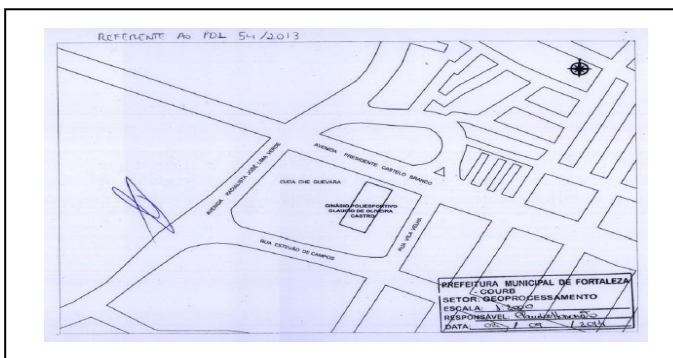 REFERENTE AO PDL 54/2013
AVENIDA RADIALISTA JOSÉ LIMA VERDE
AVENIDA PRESIDENTE CASTELO BRANCO
CUCA CHE GUEVARA
GINÁSIO POLIESPORTIVO
GLAUCIO DE OLIVEIRA
CASTRO
RUA VILA VELHA
RUA ESTEVÃO DE CAMPOS
PREFEITURA MUNICIPAL DE FORTALEZA
- COURB
SETOR: GEOPROCESSAMENTO
ESCALA:
RESPONSÁVEL:
DATA: